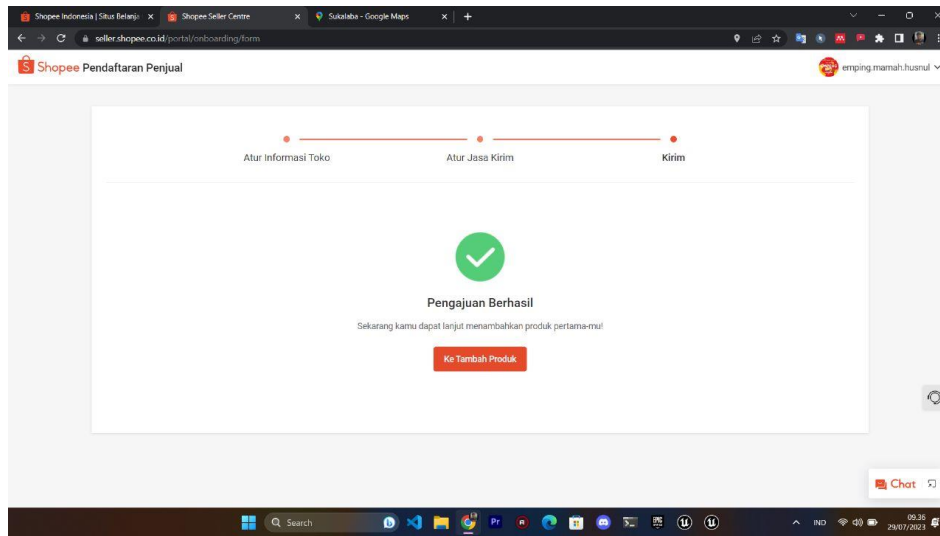 Shopee Indonesia | Situs Belanja
Shopee Seller Centre
Sukalaba - Google Maps
seller.shopee.co.id/portal/onboarding/form
Shopee Pendaftaran Penjual
emping.mamah.husnul
Atur Informasi Toko
Atur Jasa Kirim
Kirim
Pengajuan Berhasil
Sekarang kamu dapat lanjut menambahkan produk pertama-mu!
Ke Tambah Produk
Chat
Search
Pr
IND
09.36
29/07/2023